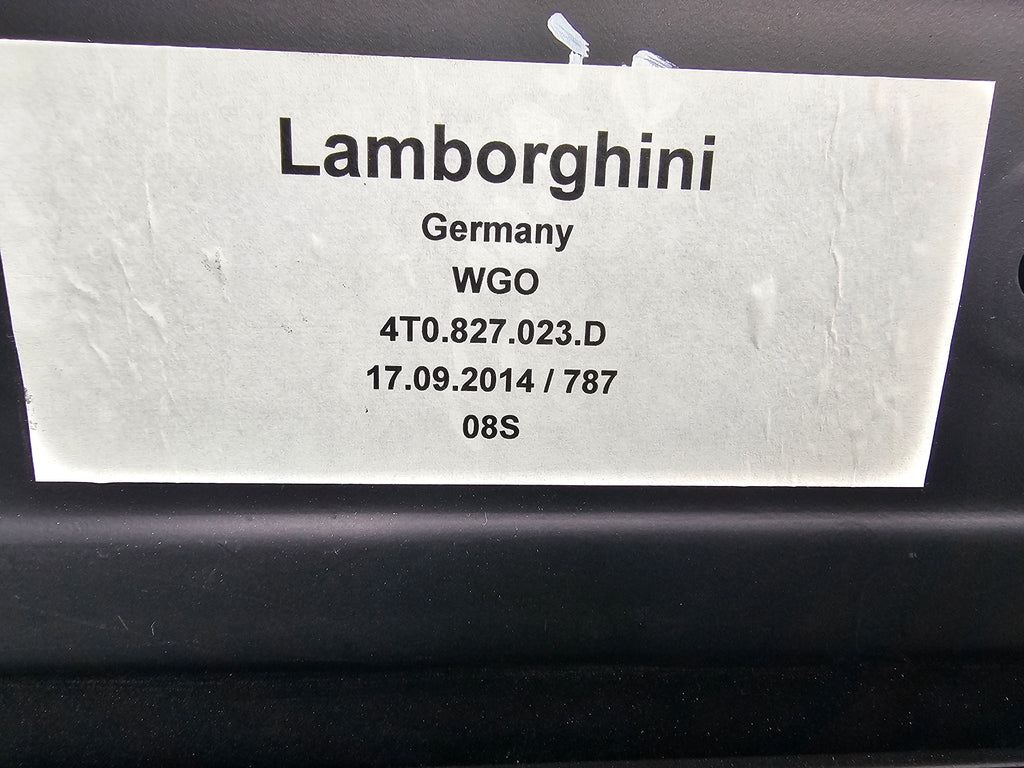 Lamborghini
Germany
WGO
4T0.827.023.D
17.09.2014 / 787
08S